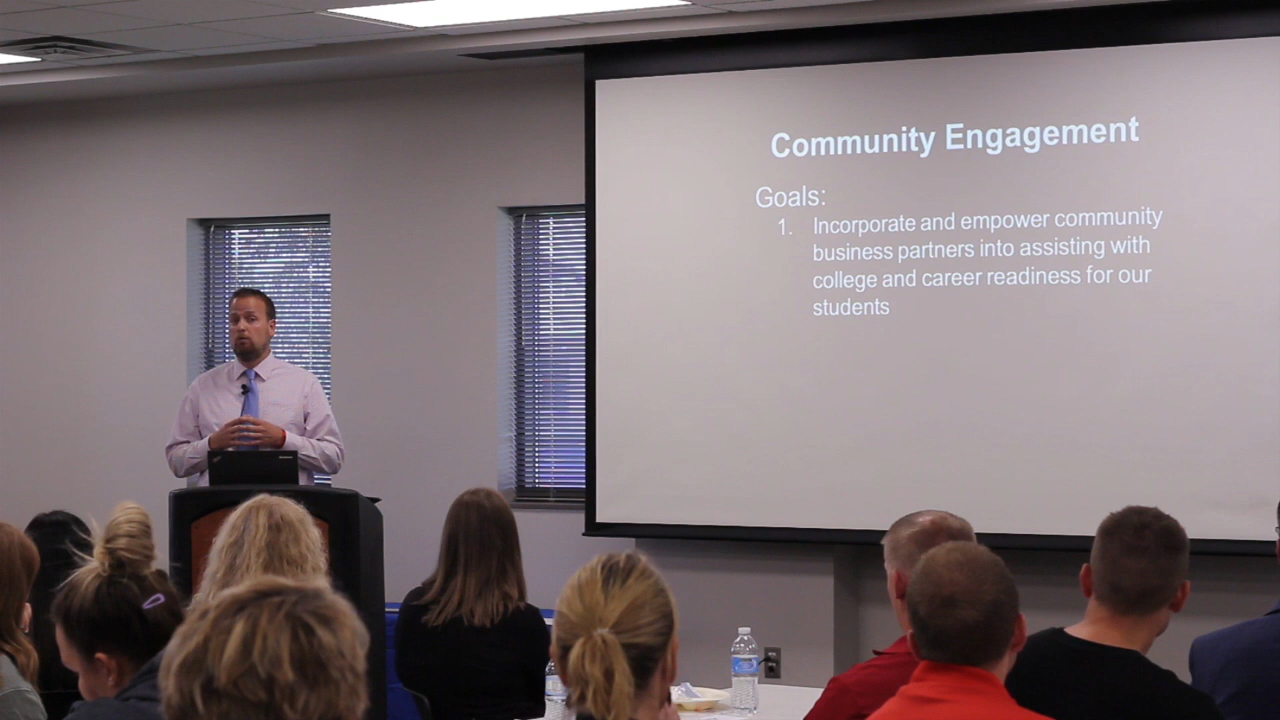 Community Engagement
Goals:
1. Incorporate and empower community
business partners into assisting with
college and career readiness for our
students